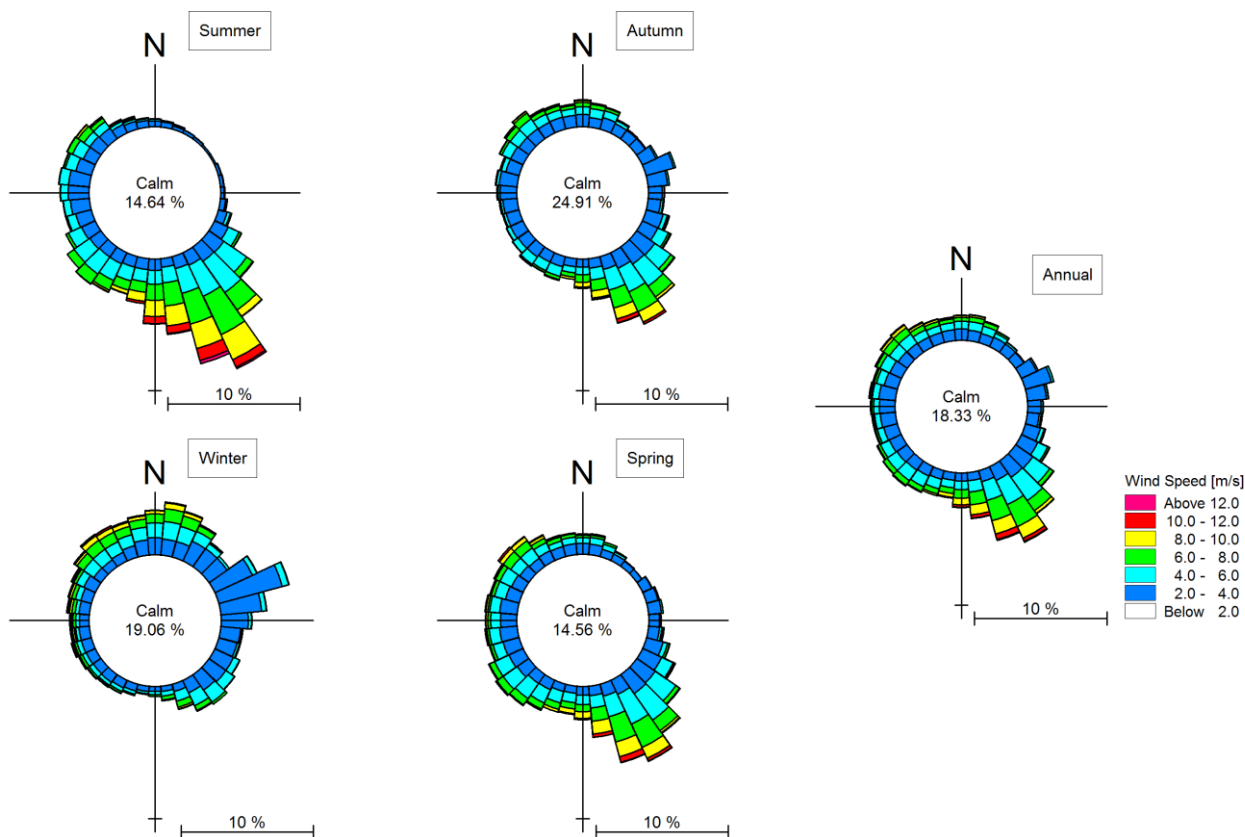 Summer
N
Calm
14.64 %
10 %
Autumn
N
Calm
24.91 %
10 %
Winter
N
Calm
19.06 %
10 %
Spring
N
Calm
14.56 %
10 %
Annual
N
Calm
18.33 %
10 %
Wind Speed [m/s]
Above 12.0
10.0 - 12.0
8.0 - 10.0
6.0 - 8.0
4.0 - 6.0
2.0 - 4.0
Below 2.0